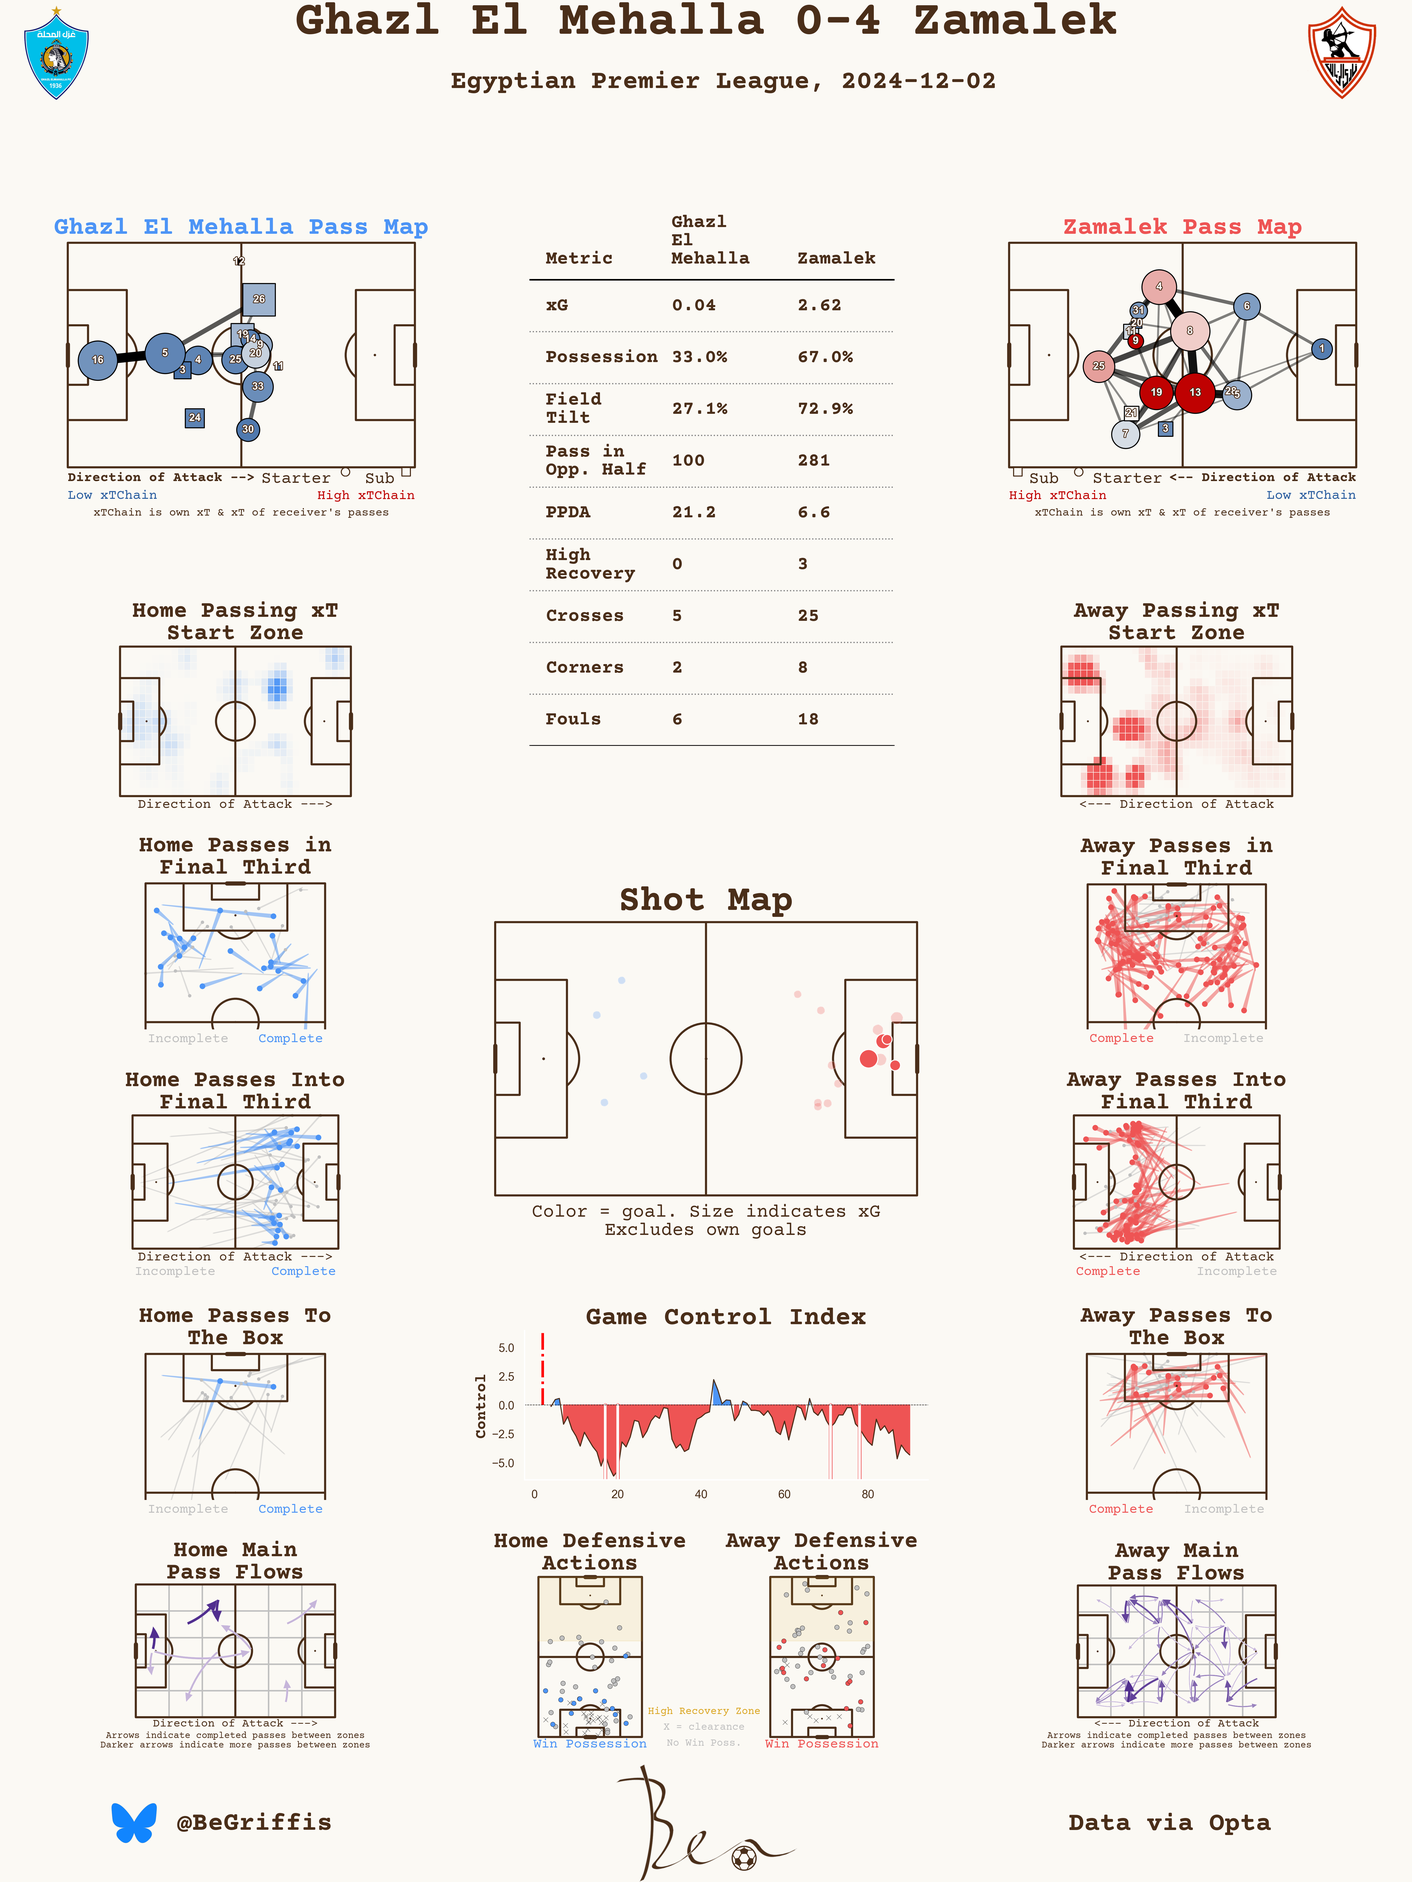 Ghazl El Mehalla 0-4 Zamalek
Egyptian Premier League, 2024-12-02
غزل المحلة
1936
Ghazl El Mehalla Pass Map
12
26
19
14
9
20
16
5
4
25
3
11
33
24
30
Direction of Attack --> Starter Sub
Low xTChain High xTChain
xTChain is own xT & xT of receiver's passes
Metric Ghazl El Mehalla Zamalek
xG 0.04 2.62
Possession 33.0% 67.0%
Field Tilt 27.1% 72.9%
Pass in Opp. Half 100 281
PPDA 21.2 6.6
High Recovery 0 3
Crosses 5 25
Corners 2 8
Fouls 6 18
Zamalek Pass Map
4
6
31
20
11
8
9
1
25
19
13
5
21
7
3
Sub Starter <-- Direction of Attack
High xTChain Low xTChain
xTChain is own xT & xT of receiver's passes
Home Passing xT
Start Zone
Direction of Attack --->
Away Passing xT
Start Zone
<--- Direction of Attack
Home Passes in
Final Third
Incomplete Complete
Away Passes in
Final Third
Complete Incomplete
Shot Map
Color = goal. Size indicates xG
Excludes own goals
Home Passes Into
Final Third
Direction of Attack --->
Incomplete Complete
Away Passes Into
Final Third
<--- Direction of Attack
Complete Incomplete
Home Passes To
The Box
Incomplete Complete
Game Control Index
Control
5.0
2.5
0.0
−2.5
−5.0
0 20 40 60 80
Away Passes To
The Box
Complete Incomplete
Home Main
Pass Flows
Direction of Attack --->
Arrows indicate completed passes between zones
Darker arrows indicate more passes between zones
Home Defensive
Actions
Win Possession
Away Defensive
Actions
Win Possession
High Recovery Zone
X = clearance
No Win Poss.
Away Main
Pass Flows
<--- Direction of Attack
Arrows indicate completed passes between zones
Darker arrows indicate more passes between zones
@BeGriffis
Ben
Data via Opta